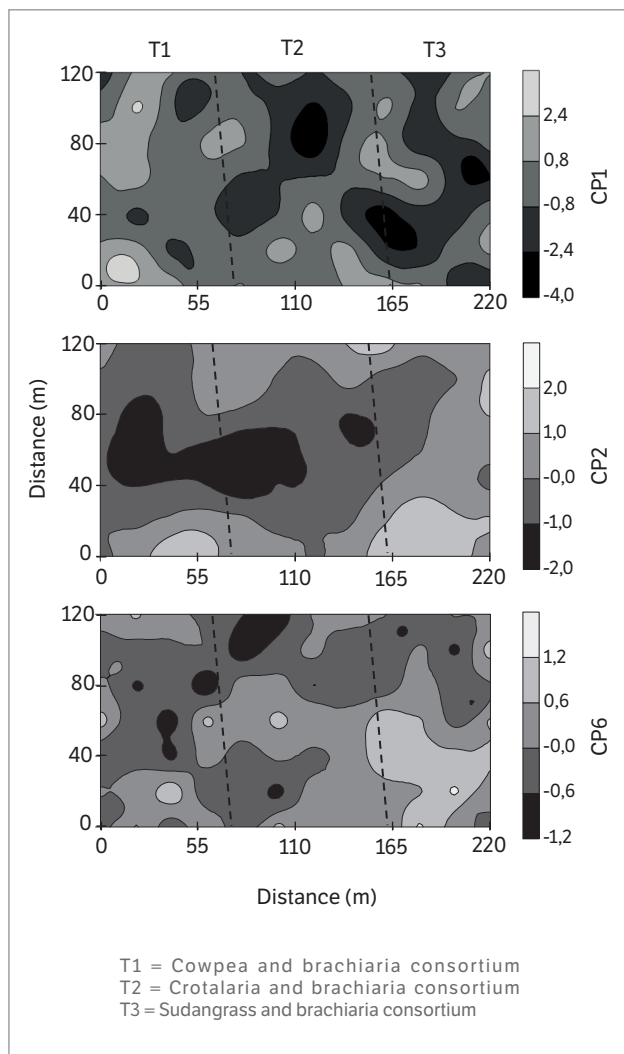 T1 T2 T3
120
80
40
0
0 55 110 165 220
2,4
0,8
-0,8
-2,4
-4,0
CP1
120
80
40
0
0 55 110 165 220
2,0
1,0
-0,0
-1,0
-2,0
CP2
Distance (m)
120
80
40
0
0 55 110 165 220
1,2
0,6
-0,0
-0,6
-1,2
CP6
Distance (m)
T1 = Cowpea and brachiaria consortium
T2 = Crotalaria and brachiaria consortium
T3 = Sudangrass and brachiaria consortium